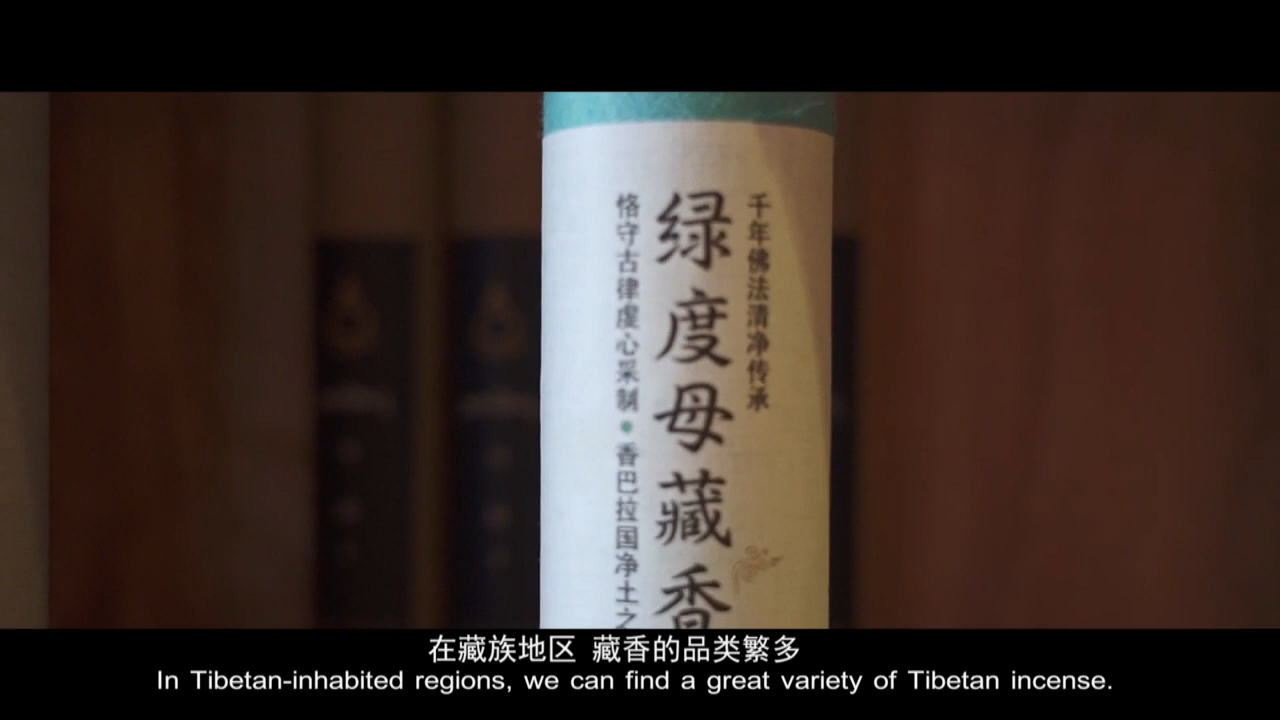 千年佛法清净传承
绿度母藏香
恪守古律虔心采制•香巴拉国净土之
在藏族地区 藏香的品类繁多
In Tibetan-inhabited regions, we can find a great variety of Tibetan incense.